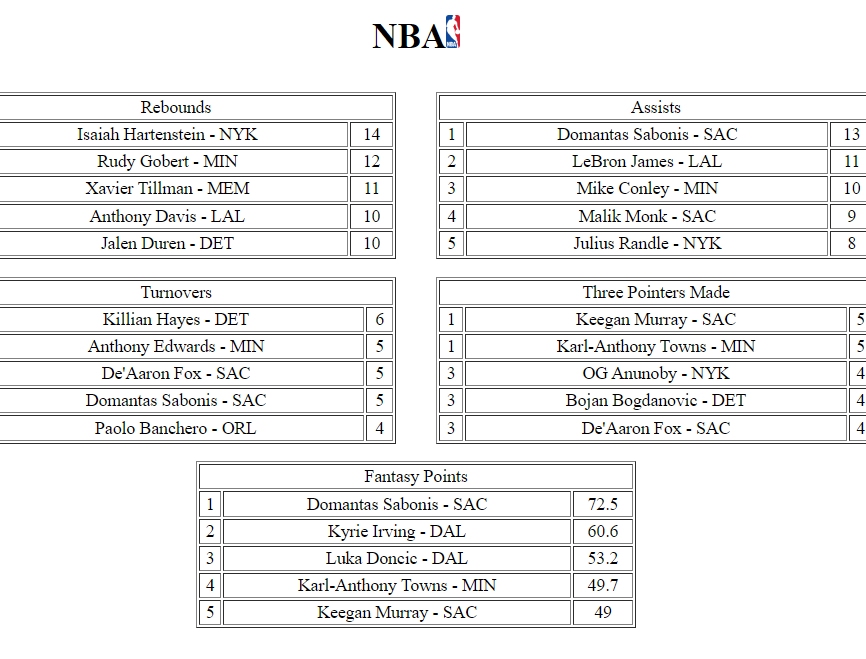 NBA
Rebounds
Isaiah Hartenstein - NYK 14
Rudy Gobert - MIN 12
Xavier Tillman - MEM 11
Anthony Davis - LAL 10
Jalen Duren - DET 10
Assists
1 Domantas Sabonis - SAC 13
2 LeBron James - LAL 11
3 Mike Conley - MIN 10
4 Malik Monk - SAC 9
5 Julius Randle - NYK 8
Turnovers
Killian Hayes - DET 6
Anthony Edwards - MIN 5
De'Aaron Fox - SAC 5
Domantas Sabonis - SAC 5
Paolo Banchero - ORL 4
Three Pointers Made
1 Keegan Murray - SAC 5
1 Karl-Anthony Towns - MIN 5
3 OG Anunoby - NYK 4
3 Bojan Bogdanovic - DET 4
3 De'Aaron Fox - SAC 4
Fantasy Points
1 Domantas Sabonis - SAC 72.5
2 Kyrie Irving - DAL 60.6
3 Luka Doncic - DAL 53.2
4 Karl-Anthony Towns - MIN 49.7
5 Keegan Murray - SAC 49